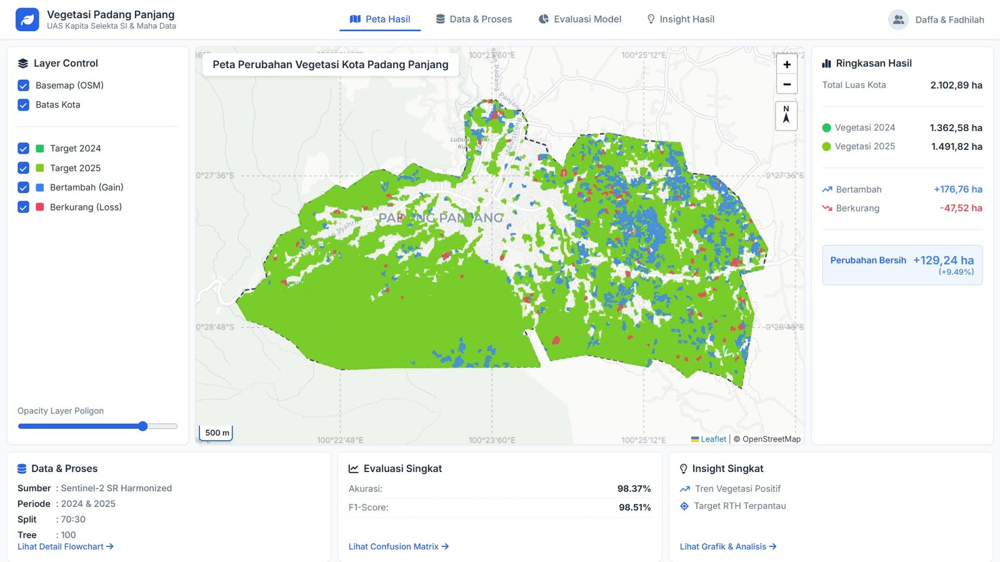 Vegetasi Padang Panjang
UAS Kapita Selekta SI & Maha Data
Peta Hasil
Data & Proses
Evaluasi Model
Insight Hasil
Daffa & Fadhilah
Layer Control
Basemap (OSM)
Batas Kota
Target 2024
Target 2025
Bertambah (Gain)
Berkurang (Loss)
Opacity Layer Poligon
Peta Perubahan Vegetasi Kota Padang Panjang
100°23'60"E
100°25'12"E
+
−
N
0°27'36"S
0°27'36"S
PADANG PANJANG
0°28'48"S
0°28'48"S
500 m
100°22'48"E
100°23'60"E
100°25'12"E
Leaflet | © OpenStreetMap
Ringkasan Hasil
Total Luas Kota 2.102,89 ha
Vegetasi 2024 1.362,58 ha
Vegetasi 2025 1.491,82 ha
Bertambah +176,76 ha
Berkurang -47,52 ha
Perubahan Bersih +129,24 ha
(+9.49%)
Data & Proses
Sumber : Sentinel-2 SR Harmonized
Periode : 2024 & 2025
Split : 70:30
Tree : 100
Lihat Detail Flowchart →
Evaluasi Singkat
Akurasi: 98.37%
F1-Score: 98.51%
Lihat Confusion Matrix →
Insight Singkat
Tren Vegetasi Positif
Target RTH Terpantau
Lihat Grafik & Analisis →